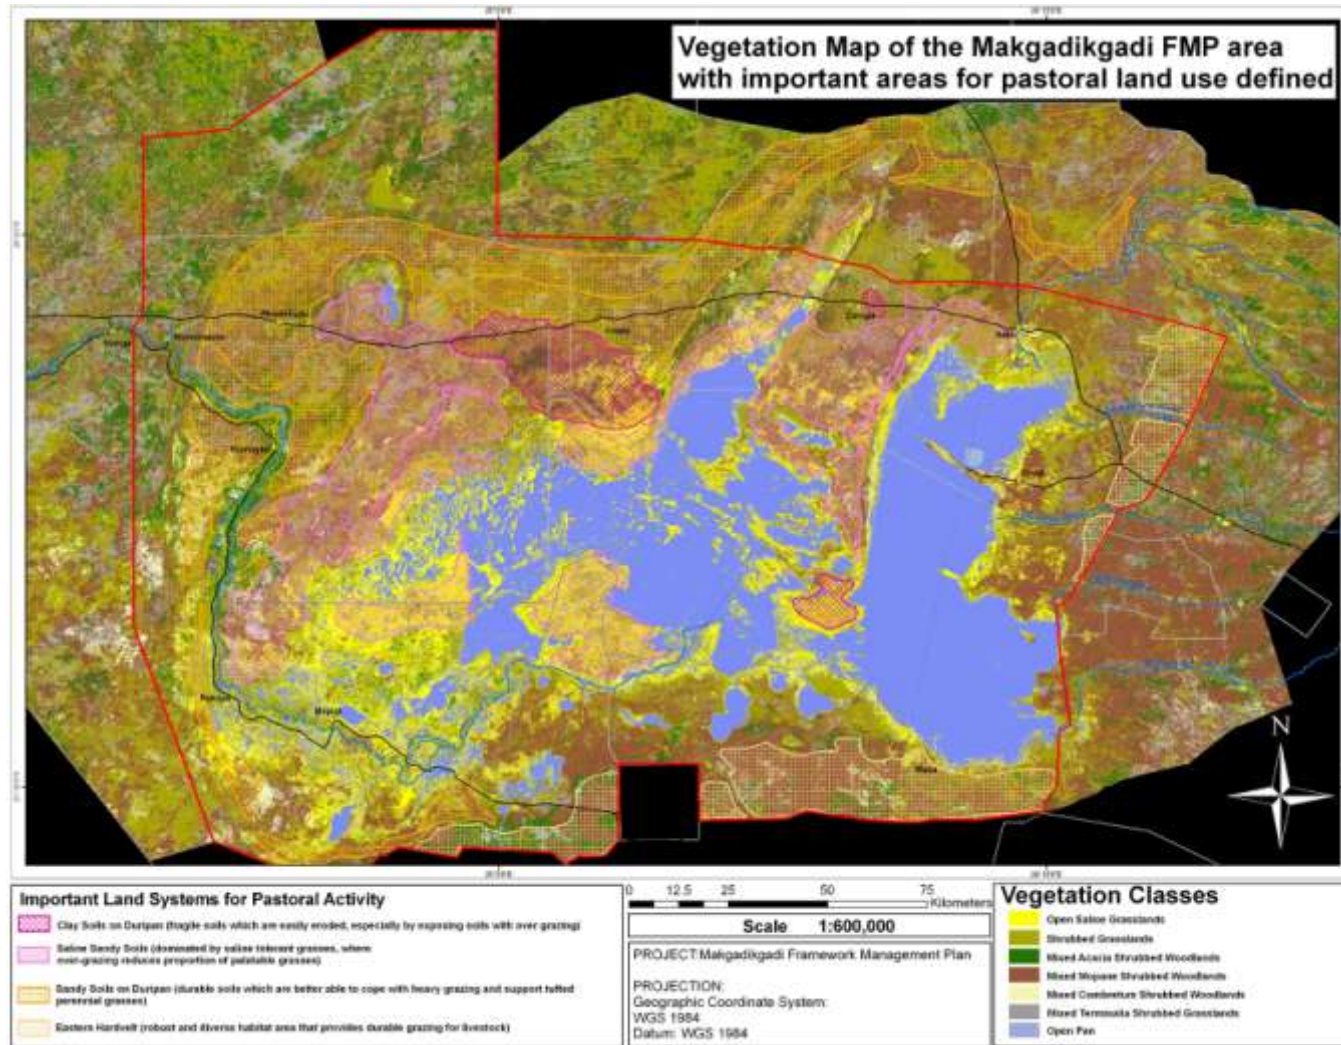 Vegetation Map of the Makgadikgadi FMP area
with important areas for pastoral land use defined
Rakops
Mopipi
Mosu
Important Land Systems for Pastoral Activity
Clay Soils on Duripan (fragile soils which are easily eroded, especially by exposing soils with over grazing)
Saline Sandy Soils (dominated by saline tolerant grasses, where
over-grazing reduces proportion of palatable grasses)
Sandy Soils on Duripan (durable soils which are better able to cope with heavy grazing and support tufted
perennial grasses)
Eastern Hardvelt (robust and diverse habitat area that provides durable grazing for livestock)
0 12.5 25 50 75
Kilometers
Scale 1:600,000
PROJECT:Makgadikgadi Framework Management Plan
PROJECTION:
Geographic Coordinate System:
WGS 1984
Datum: WGS 1984
N
Vegetation Classes
Open Saline Grasslands
Shrubbed Grasslands
Mixed Acacia Shrubbed Woodlands
Mixed Mopane Shrubbed Woodlands
Mixed Combretum Shrubbed Woodlands
Mixed Terminalia Shrubbed Grasslands
Open Pan